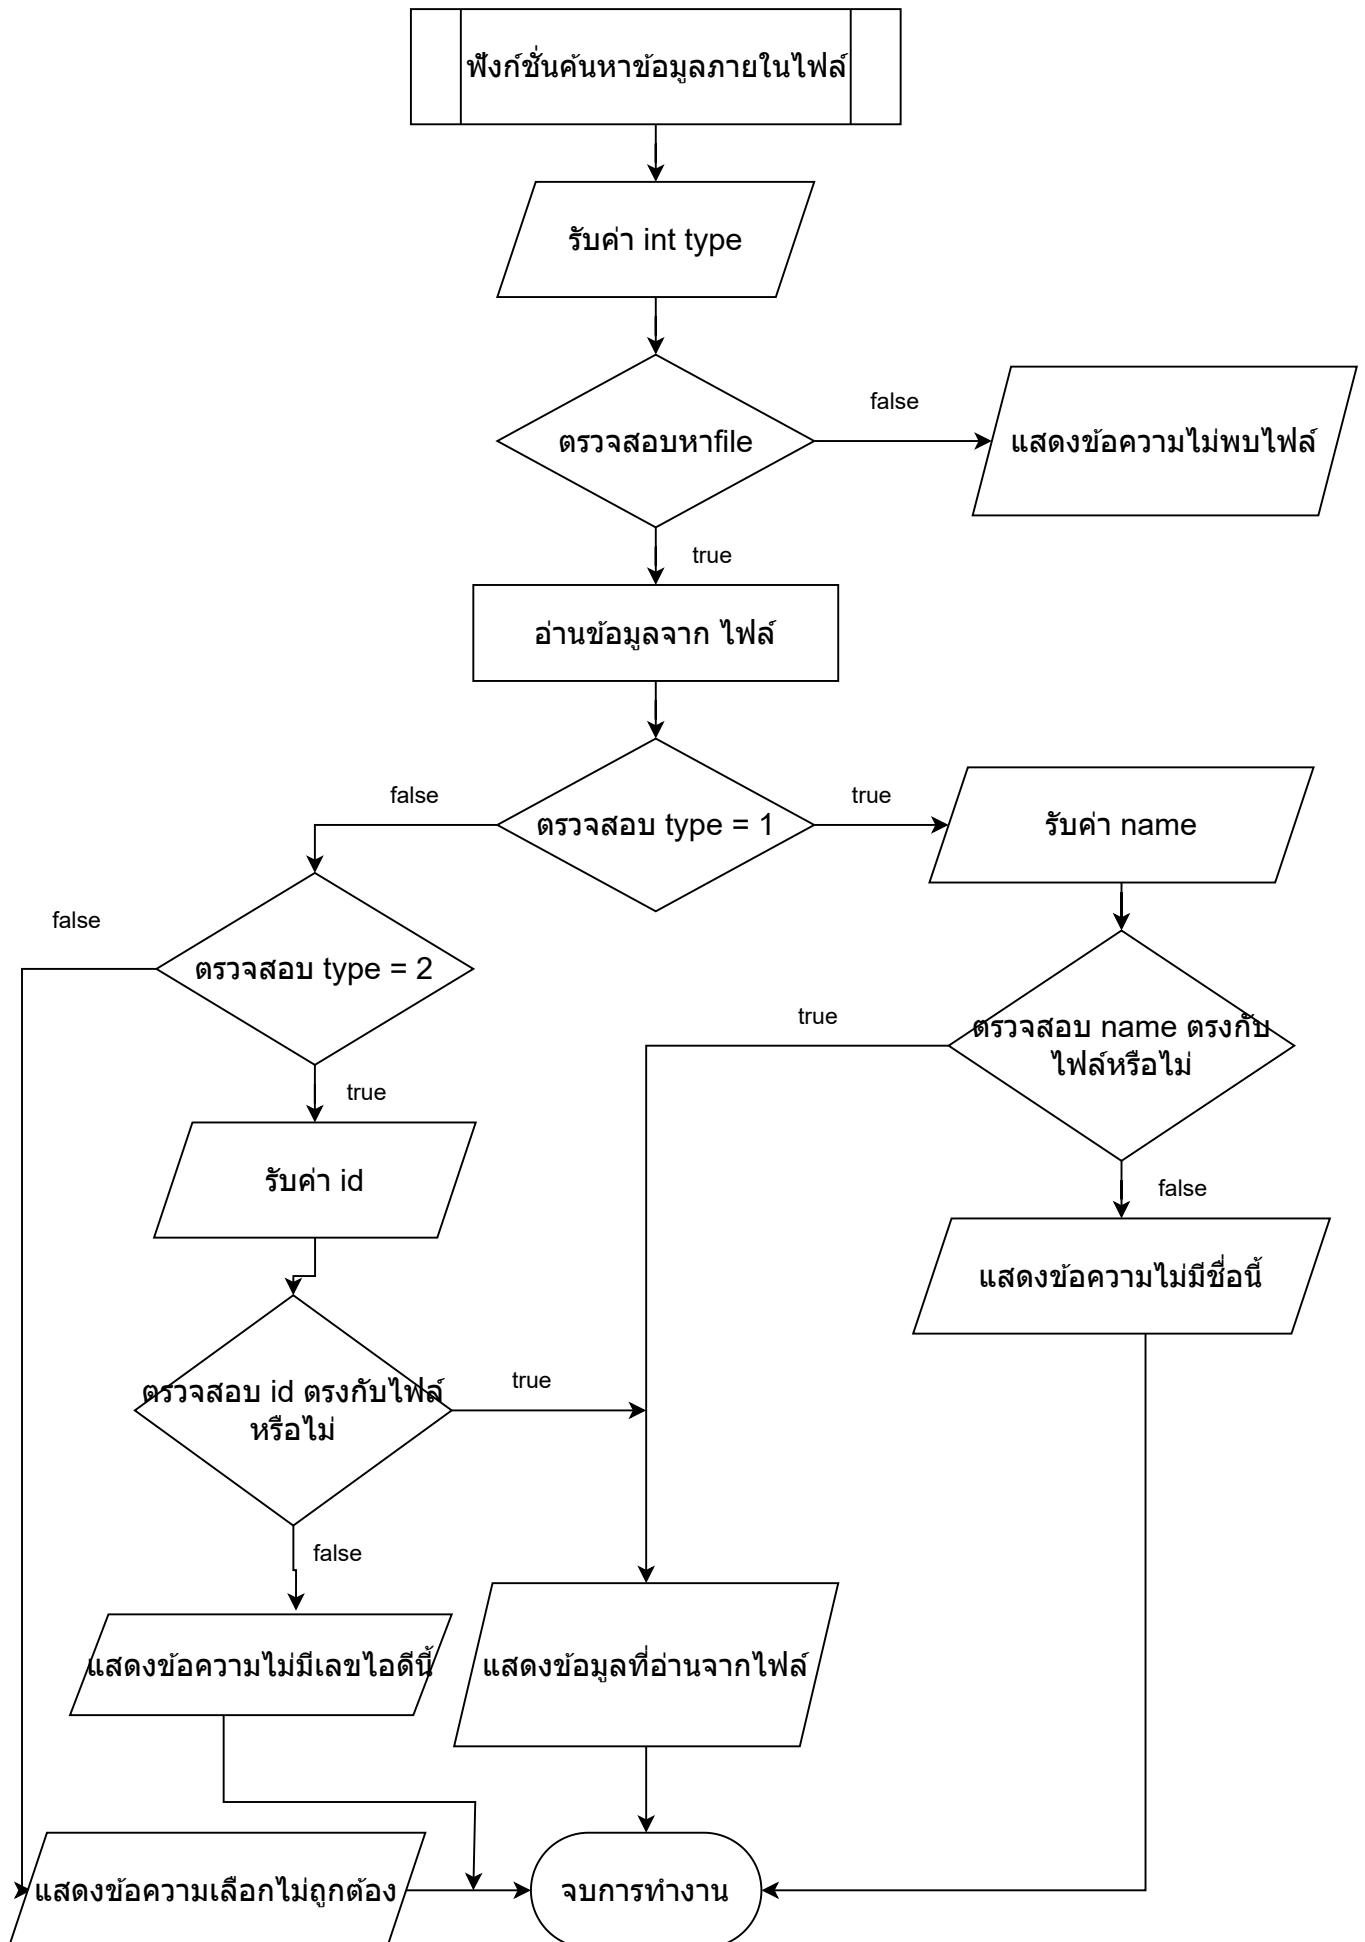 ฟังก์ชั่นค้นหาข้อมูลภายในไฟล์
รับค่า int type
false
ตรวจสอบหาfile
แสดงข้อความไม่พบไฟล์
true
อ่านข้อมูลจาก ไฟล์
false
true
ตรวจสอบ type = 1
รับค่า name
false
ตรวจสอบ type = 2
true
ตรวจสอบ name ตรงกับ
ไฟล์หรือไม่
true
รับค่า id
false
แสดงข้อความไม่มีชื่อนี้
true
ตรวจสอบ id ตรงกับไฟล์
หรือไม่
false
แสดงข้อความไม่มีเลขไอดีนี้
แสดงข้อมูลที่อ่านจากไฟล์
แสดงข้อความเลือกไม่ถูกต้อง
จบการทำงาน